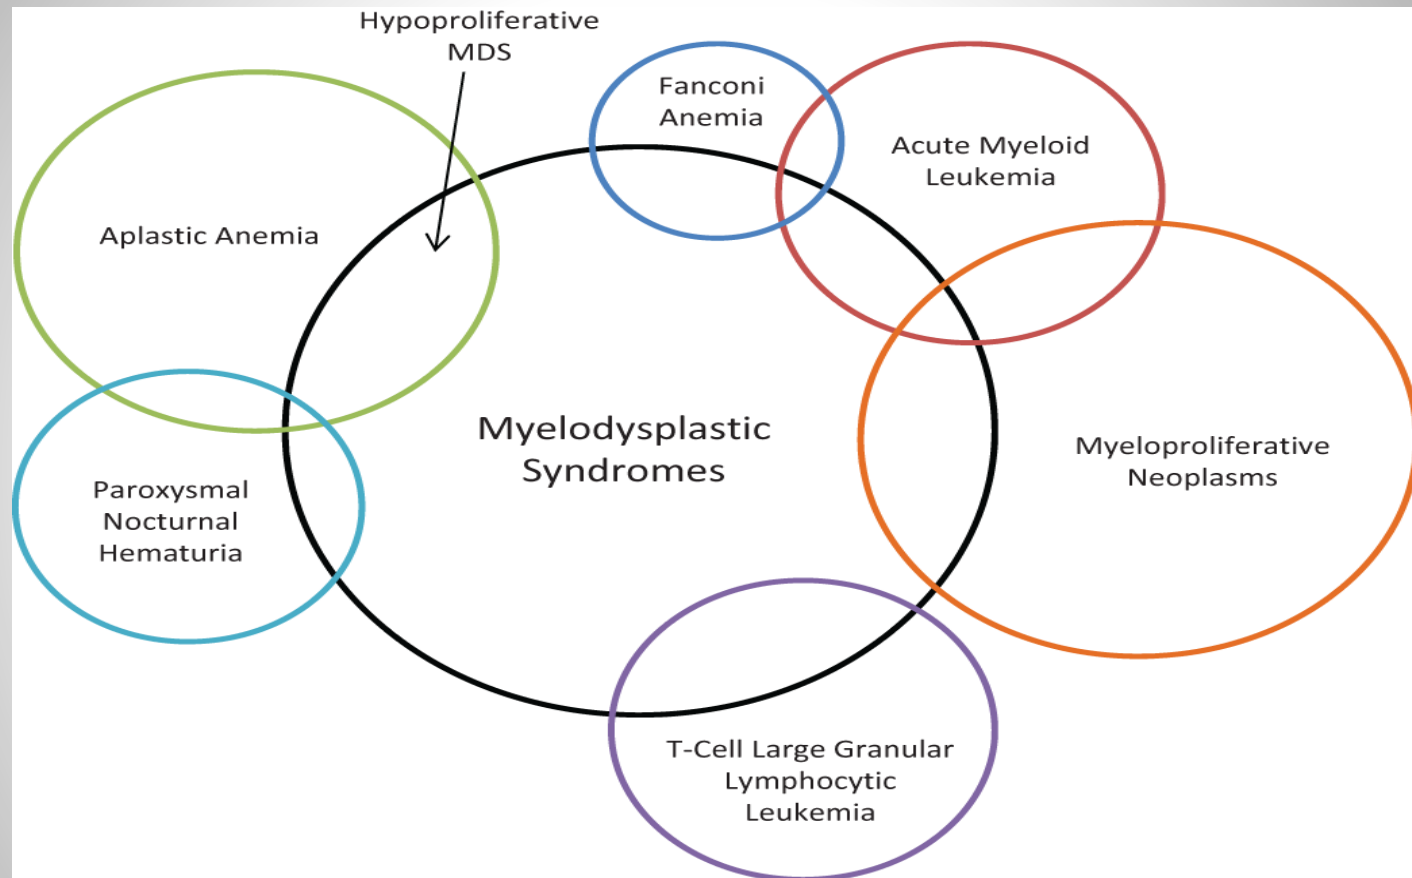 Hypoproliferative
MDS
Fanconi
Anemia
Acute Myeloid
Leukemia
Aplastic Anemia
Myelodysplastic
Syndromes
Myeloproliferative
Neoplasms
Paroxysmal
Nocturnal
Hematuria
T-Cell Large Granular
Lymphocytic
Leukemia